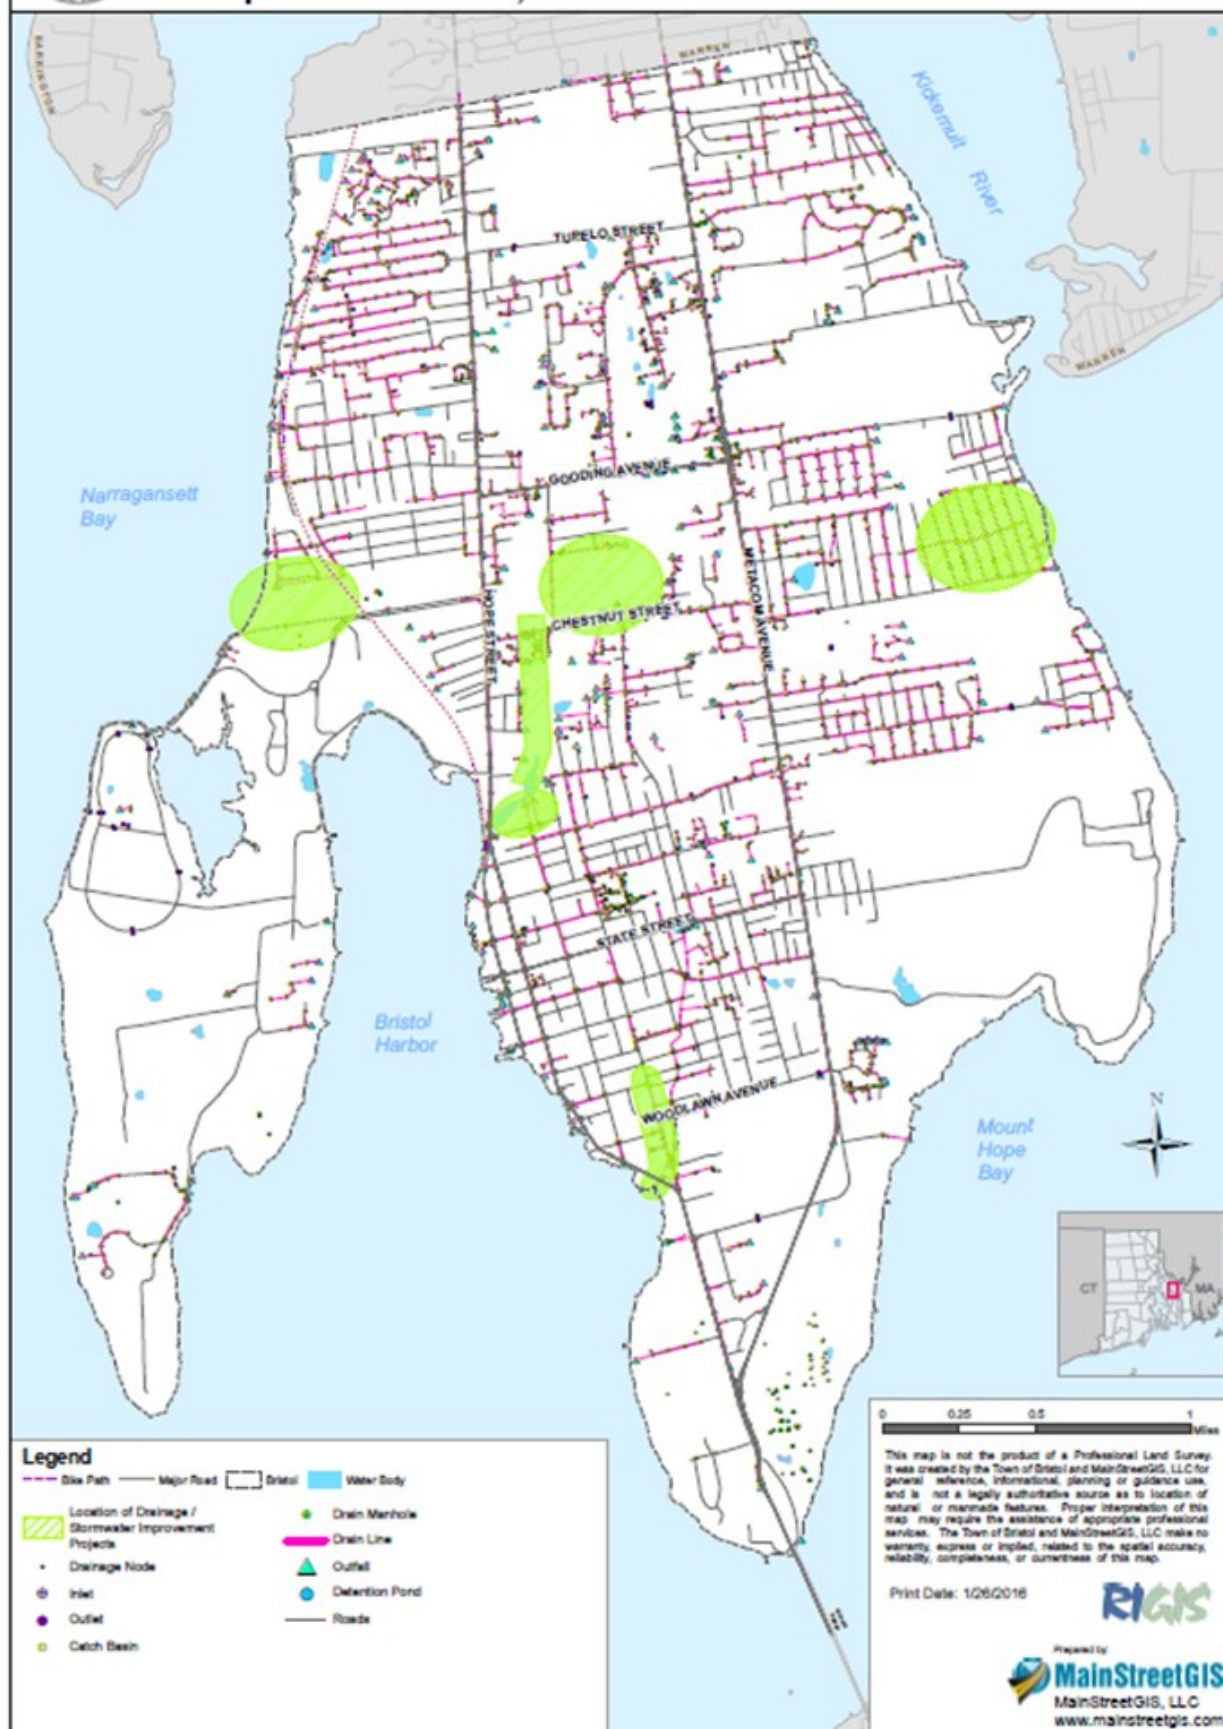 BARRINGTON
WARREN
Kickemuit River
TUPELO STREET
WARREN
Narragansett
Bay
GOODING AVENUE
HOPE STREET
METACOM AVENUE
CHESTNUT STREET
STATE STREET
Bristol
Harbor
WOODLAWN AVENUE
Mount
Hope
Bay
N
CT
MA
0 0.25 0.5 1
Miles
Legend
Bike Path Major Road Bristol Water Body
Location of Drainage /
Stormwater Improvement
Projects
Drainage Node
Inlet
Outlet
Catch Basin
Drain Manhole
Drain Line
Outfall
Detention Pond
Roads
This map is not the product of a Professional Land Survey.
It was created by the Town of Bristol and MainStreetGIS, LLC for
general reference, informational, planning or guidance use,
and is not a legally authoritative source as to location of
natural or manmade features. Proper interpretation of this
map may require the assistance of appropriate professional
services. The Town of Bristol and MainStreetGIS, LLC make no
warranty, express or implied, related to the spatial accuracy,
reliability, completeness, or currentness of this map.
Print Date: 1/26/2016
RIGIS
Prepared by
MainStreetGIS
MainStreetGIS, LLC
www.mainstreetgis.com